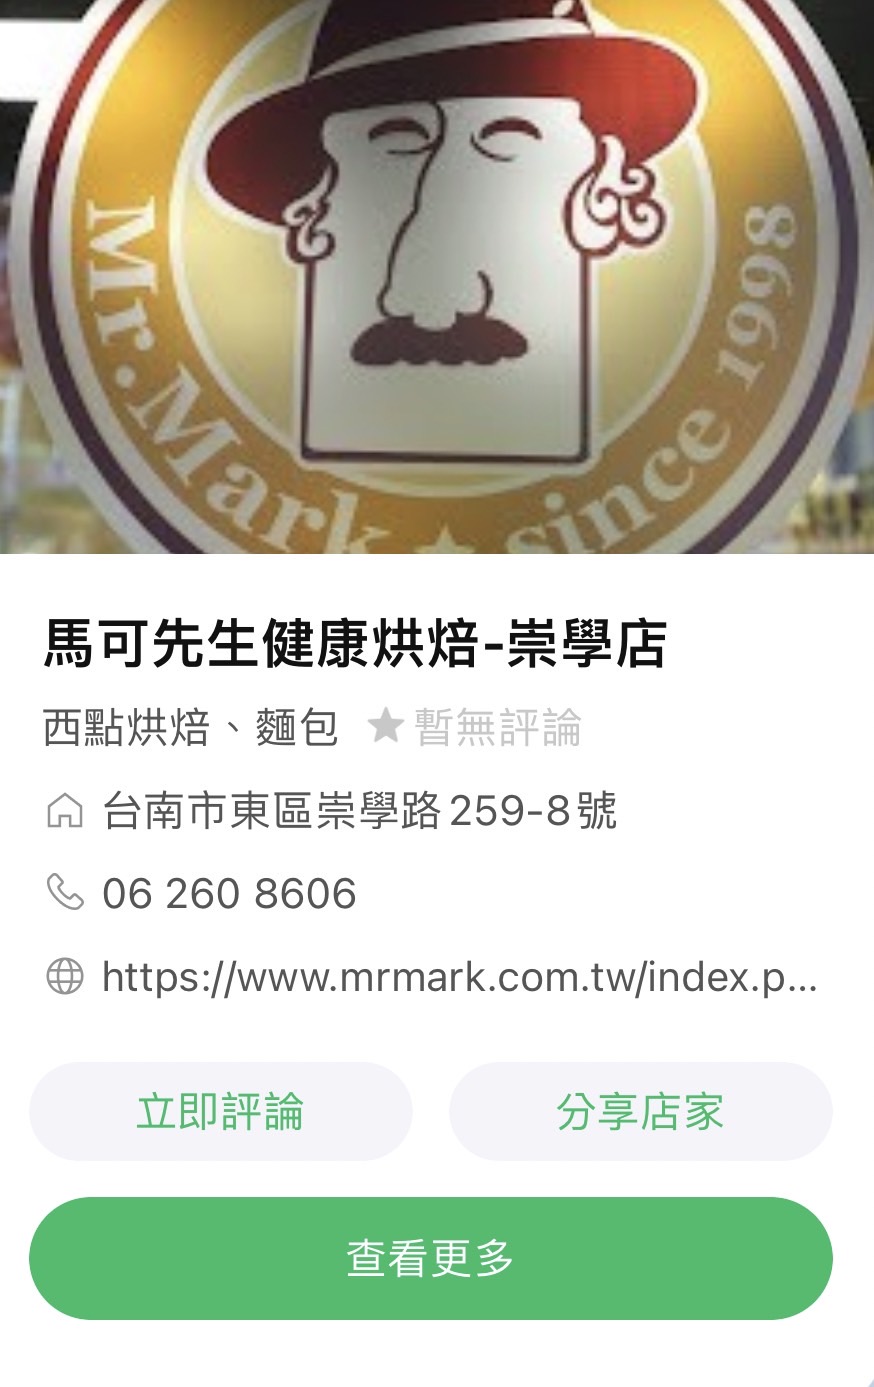 Mr. Mark ★ since 1998
馬可先生健康烘焙-崇學店
西點烘焙、麵包 ★ 暫無評論
台南市東區崇學路259-8號
06 260 8606
https://www.mrmark.com.tw/index.p...
立即評論
分享店家
查看更多